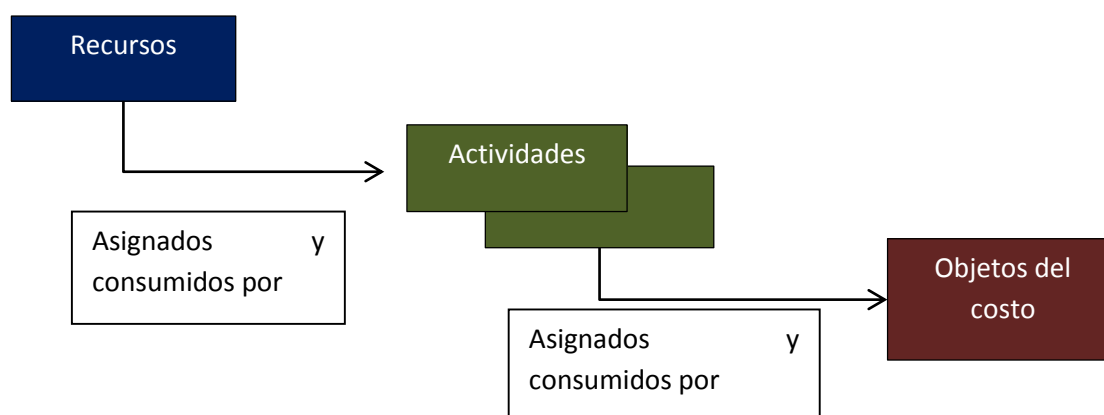 Recursos
Actividades
Asignados y
consumidos por
Objetos del
costo
Asignados y
consumidos por